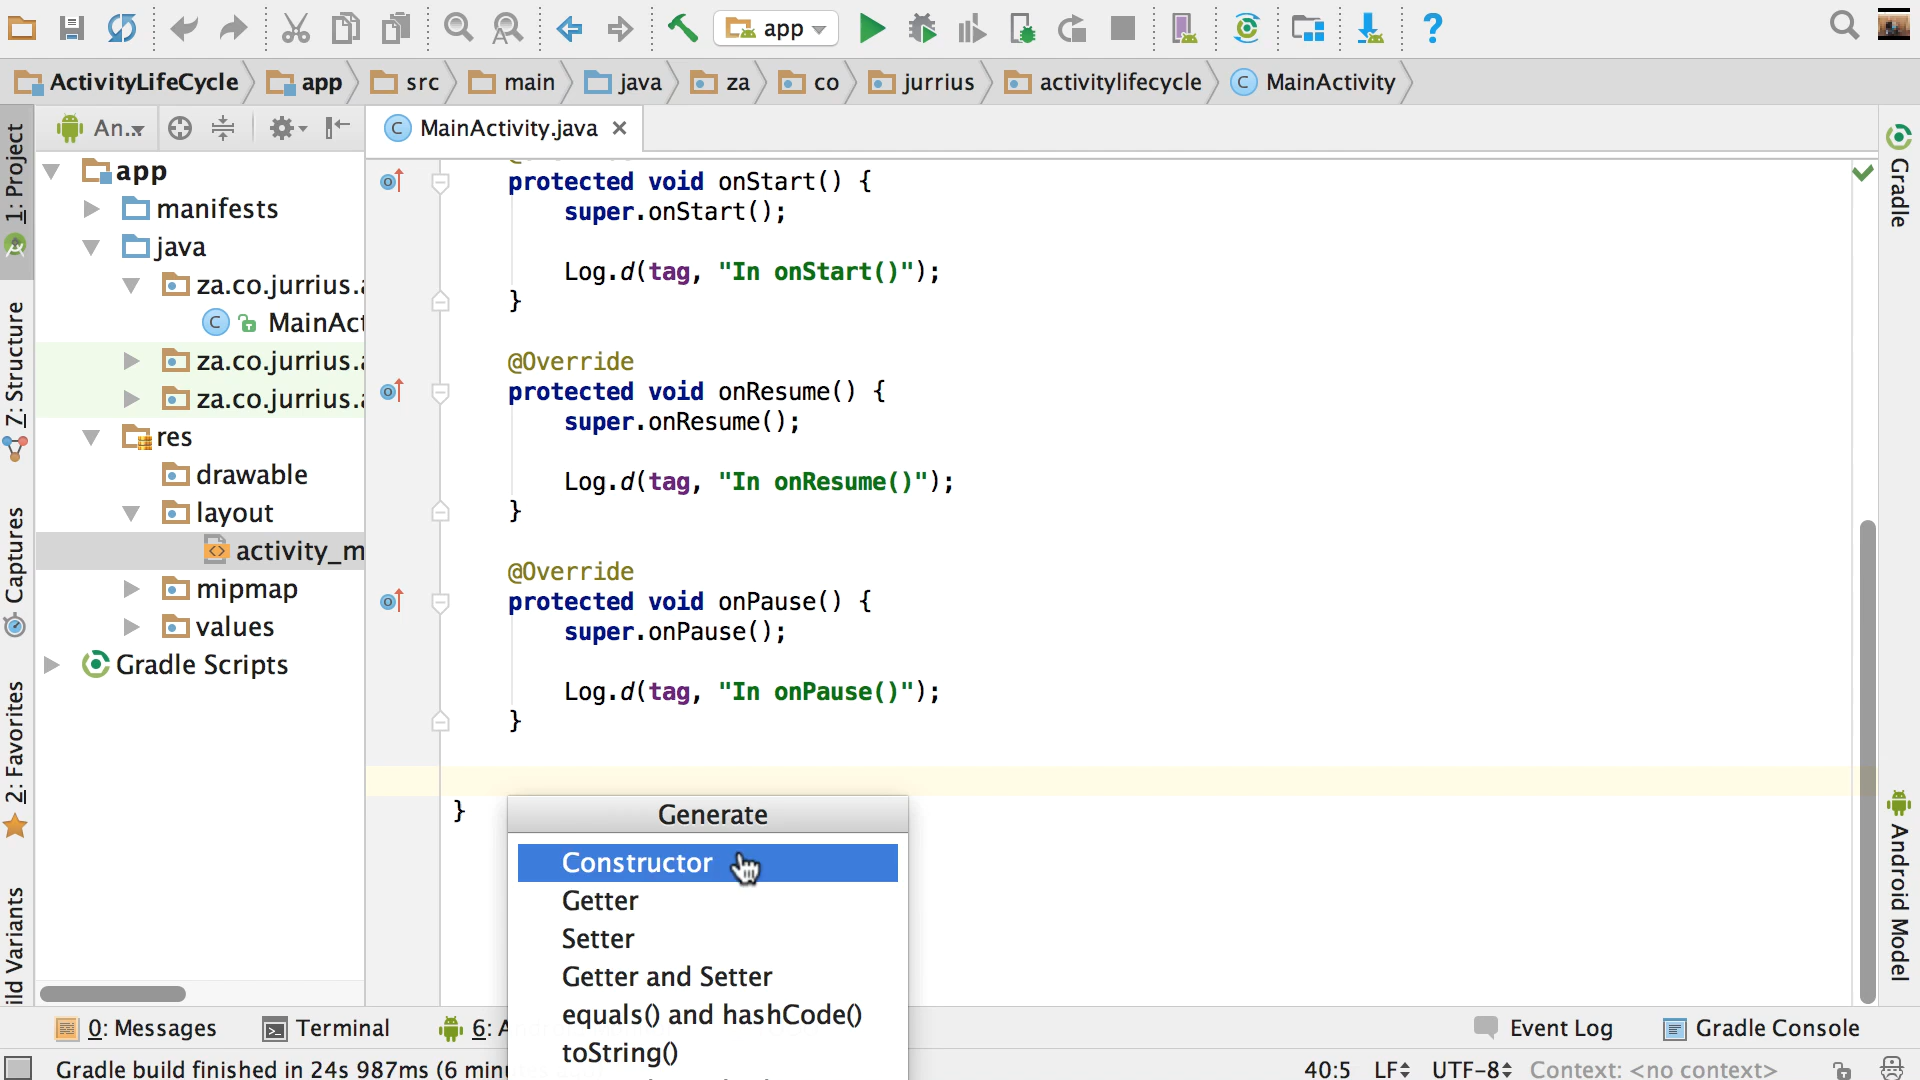 app
ActivityLifeCycle app src main java za co jurrius activitylifecycle MainActivity
An... MainActivity.java
1: Project
Z: Structure
Captures
2: Favorites
ild Variants
app
manifests
java
za.co.jurrius.
MainAct
za.co.jurrius.
za.co.jurrius.
res
drawable
layout
activity_m
mipmap
values
Gradle Scripts
protected void onStart() {
super.onStart();
Log.d(tag, "In onStart()");
}
@Override
protected void onResume() {
super.onResume();
Log.d(tag, "In onResume()");
}
@Override
protected void onPause() {
super.onPause();
Log.d(tag, "In onPause()");
}
}
Generate
Constructor
Getter
Setter
Getter and Setter
equals() and hashCode()
toString()
Gradle
Android Model
0: Messages Terminal 6: A Event Log Gradle Console
Gradle build finished in 24s 987ms (6 min 40:5 LF UTF-8 Context: <no context>